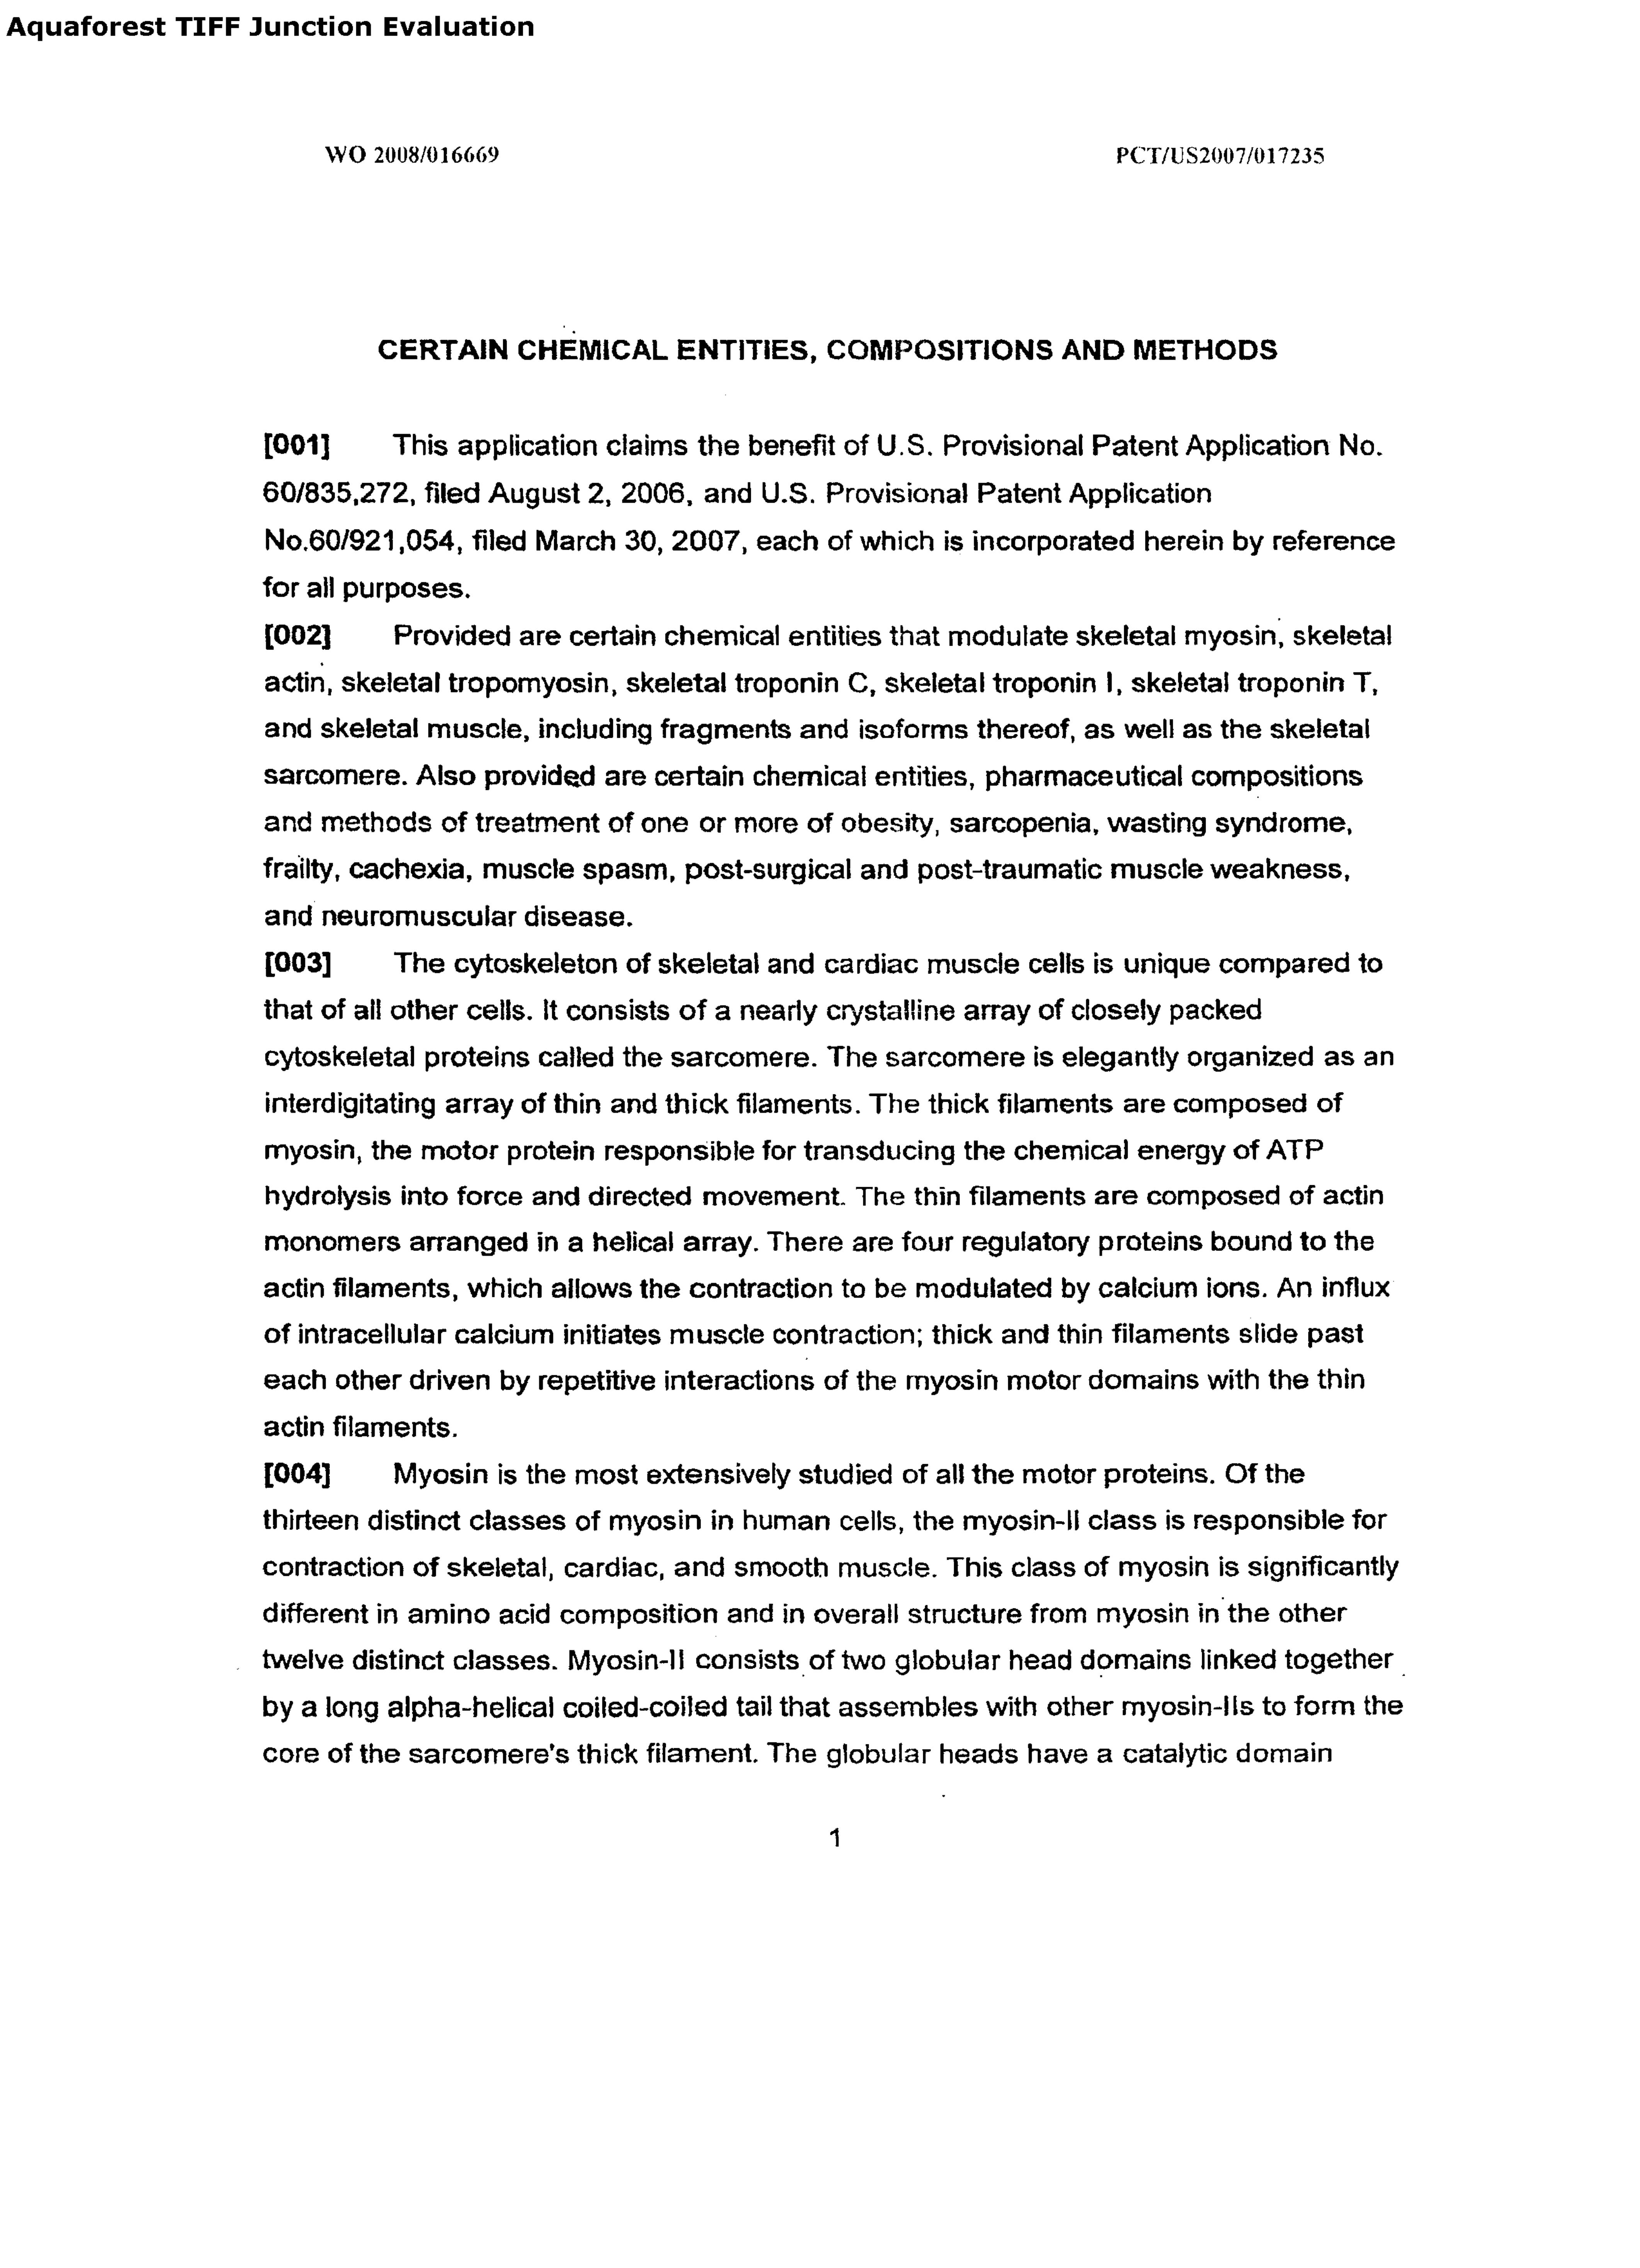 Aquaforest TIFF Junction Evaluation
WO 2008/016669 PCT/US2007/017235
CERTAIN CHEMICAL ENTITIES, COMPOSITIONS AND METHODS
[001] This application claims the benefit of U.S. Provisional Patent Application No.
60/835,272, filed August 2, 2006, and U.S. Provisional Patent Application
No.60/921,054, filed March 30, 2007, each of which is incorporated herein by reference
for all purposes.
[002] Provided are certain chemical entities that modulate skeletal myosin, skeletal
actin, skeletal tropomyosin, skeletal troponin C, skeletal troponin I, skeletal troponin T,
and skeletal muscle, including fragments and isoforms thereof, as well as the skeletal
sarcomere. Also provided are certain chemical entities, pharmaceutical compositions
and methods of treatment of one or more of obesity, sarcopenia, wasting syndrome,
frailty, cachexia, muscle spasm, post-surgical and post-traumatic muscle weakness,
and neuromuscular disease.
[003] The cytoskeleton of skeletal and cardiac muscle cells is unique compared to
that of all other cells. It consists of a nearly crystalline array of closely packed
cytoskeletal proteins called the sarcomere. The sarcomere is elegantly organized as an
interdigitating array of thin and thick filaments. The thick filaments are composed of
myosin, the motor protein responsible for transducing the chemical energy of ATP
hydrolysis into force and directed movement. The thin filaments are composed of actin
monomers arranged in a helical array. There are four regulatory proteins bound to the
actin filaments, which allows the contraction to be modulated by calcium ions. An influx
of intracellular calcium initiates muscle contraction; thick and thin filaments slide past
each other driven by repetitive interactions of the myosin motor domains with the thin
actin filaments.
[004] Myosin is the most extensively studied of all the motor proteins. Of the
thirteen distinct classes of myosin in human cells, the myosin-II class is responsible for
contraction of skeletal, cardiac, and smooth muscle. This class of myosin is significantly
different in amino acid composition and in overall structure from myosin in the other
twelve distinct classes. Myosin-II consists of two globular head domains linked together
by a long alpha-helical coiled-coiled tail that assembles with other myosin-IIs to form the
core of the sarcomere's thick filament. The globular heads have a catalytic domain
1